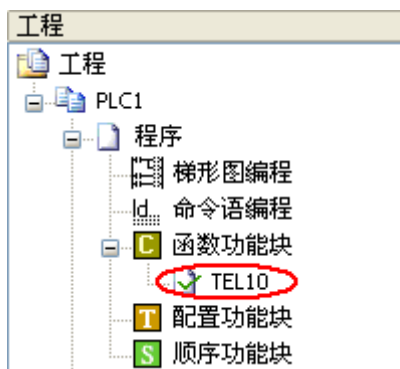 工程
工程
PLC1
程序
梯形图编程
ld 命令语编程
C 函数功能块
TEL10
T 配置功能块
S 顺序功能块